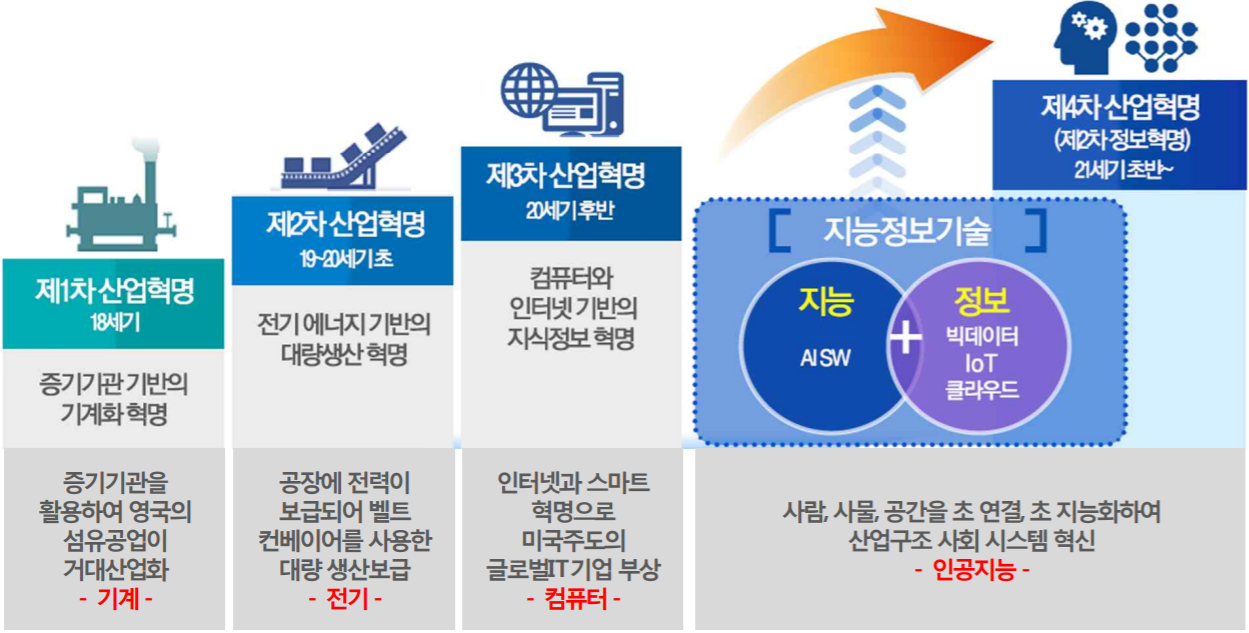 제1차 산업혁명
18세기
증기기관 기반의
기계화 혁명
증기기관을
활용하여 영국의
섬유공업이
거대산업화
- 기계 -
제2차 산업혁명
19~20세기 초
전기 에너지 기반의
대량생산 혁명
공장에 전력이
보급되어 벨트
컨베이어를 사용한
대량 생산보급
- 전기 -
제3차 산업혁명
20세기 후반
컴퓨터와
인터넷 기반의
지식정보 혁명
인터넷과 스마트
혁명으로
미국주도의
글로벌IT기업 부상
- 컴퓨터 -
제4차 산업혁명
(제2차 정보혁명)
21세기 초반~
[ 지능정보기술 ]
지능
AI SW
+
정보
빅데이터
IoT
클라우드
사람, 사물, 공간을 초 연결, 초 지능화하여
산업구조 사회 시스템 혁신
- 인공지능 -